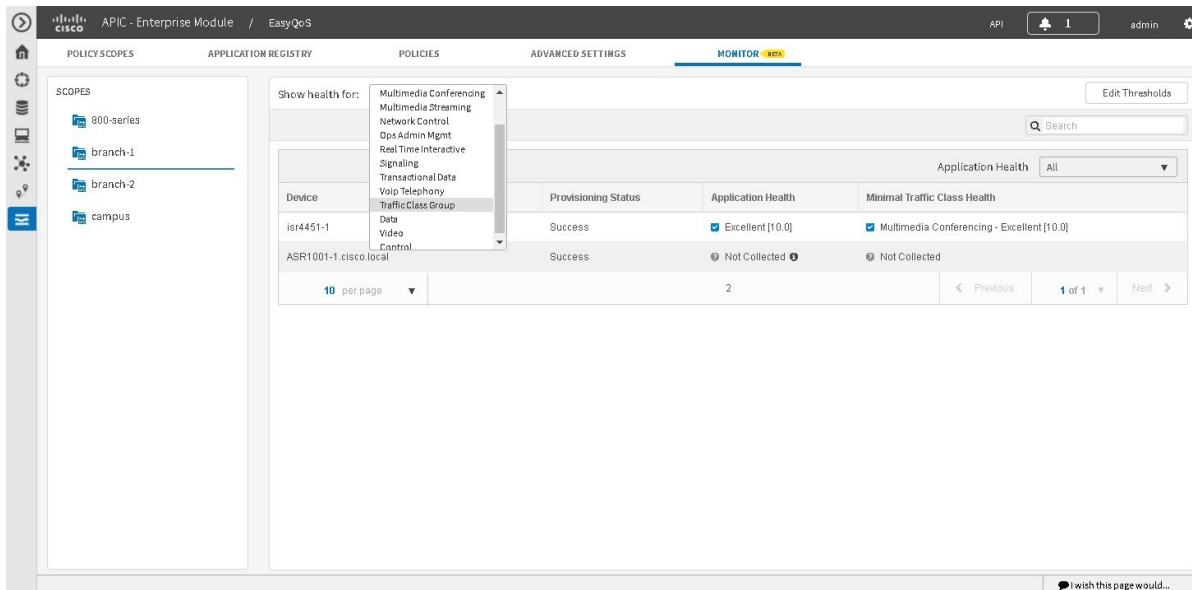 CISCO APIC - Enterprise Module / EasyQoS API 1 admin
POLICY SCOPES APPLICATION REGISTRY POLICIES ADVANCED SETTINGS MONITOR BETA
SCOPES
800-series
branch-1
branch-2
campus
Show health for:
Multimedia Conferencing
Multimedia Streaming
Network Control
Ops Admin Mgmt
Real Time Interactive
Signaling
Transactional Data
Voip Telephony
Traffic Class Group
Data
Video
Control
Edit Thresholds
Search
Application Health All
Device Provisioning Status Application Health Minimal Traffic Class Health
isr4451-1 Success Excellent [10.0] Multimedia Conferencing - Excellent [10.0]
ASR1001-1.cisco.local Success Not Collected Not Collected
10 per page 2 Previous 1 of 1 Next
I wish this page would...